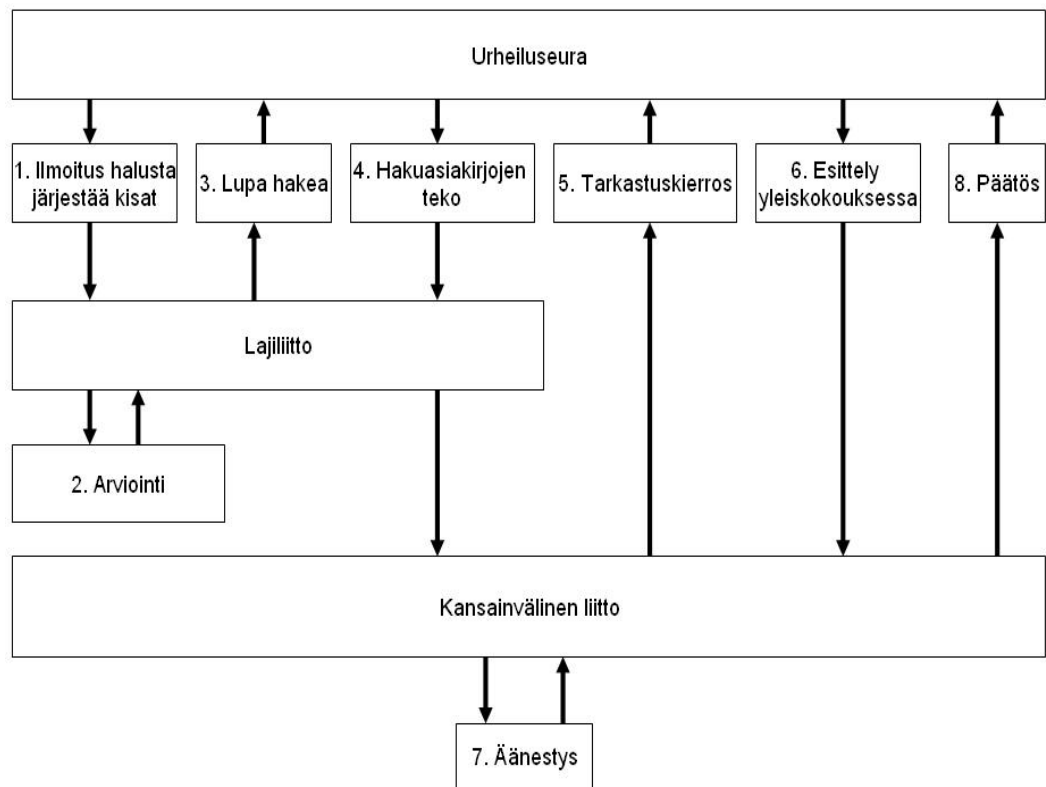 Urheiluseura
1. Ilmoitus halusta
järjestää kisat
3. Lupa hakea
4. Hakuasiakirjojen
teko
5. Tarkastuskierros
6. Esittely
yleiskokouksessa
8. Päätös
Lajiliitto
2. Arviointi
Kansainvälinen liitto
7. Äänestys